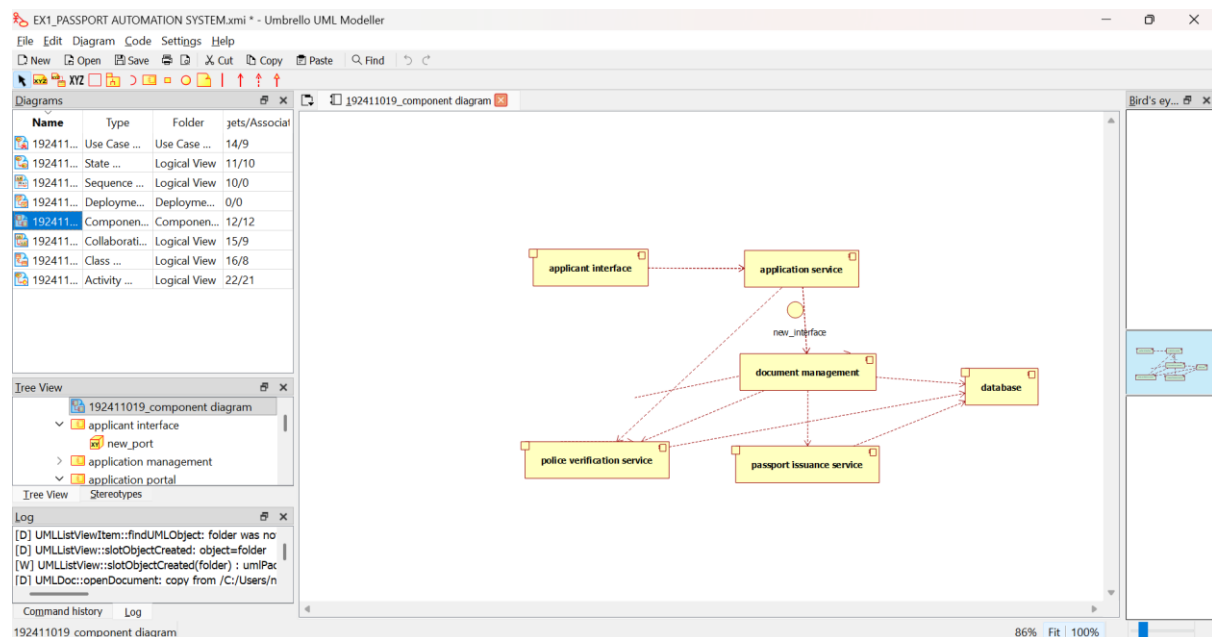 EX1_PASSPORT AUTOMATION SYSTEM.xmi * - Umbrello UML Modeller
File Edit Diagram Code Settings Help
New Open Save Cut Copy Paste Find
XYZ XYZ
Diagrams
192411019_component diagram
Bird's ey...
Name Type Folder gets/Associat
192411... Use Case ... Use Case ... 14/9
192411... State ... Logical View 11/10
192411... Sequence ... Logical View 10/0
192411... Deployme... Deployme... 0/0
192411... Componen... Componen... 12/12
192411... Collaborati... Logical View 15/9
192411... Class ... Logical View 16/8
192411... Activity ... Logical View 22/21
applicant interface
application service
new_interface
document management
database
police verification service
passport issuance service
Tree View
192411019_component diagram
applicant interface
new_port
application management
application portal
Tree View Stereotypes
Log
[D] UMLListViewItem::findUMLObject: folder was no
[D] UMLListView::slotObjectCreated: object=folder
[W] UMLListView::slotObjectCreated(folder) : umlPac
[D] UMLDoc::openDocument: copy from /C:/Users/n
Command history Log
192411019_component diagram
86% Fit 100%